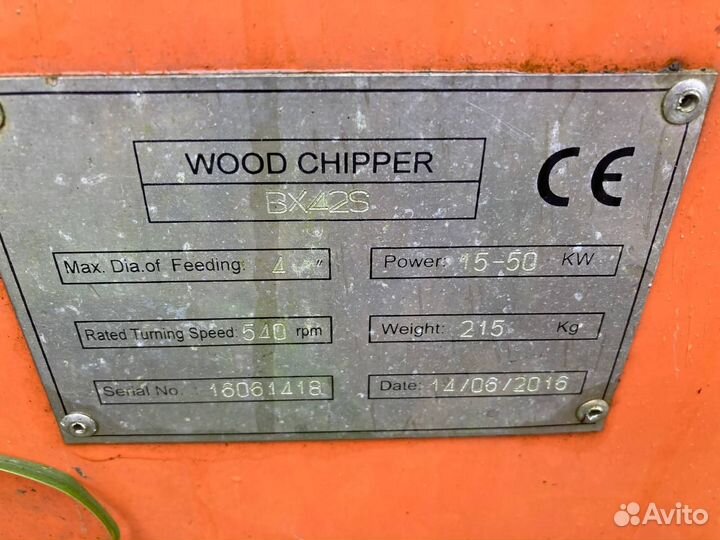 WOOD CHIPPER
BX42S
CE
Max. Dia.of Feeding: 4 "
Power: 15-50 KW
Rated Turning Speed: 540 rpm
Weight: 215 Kg
Serial No. 16061418
Date: 14/06/2016
Avito